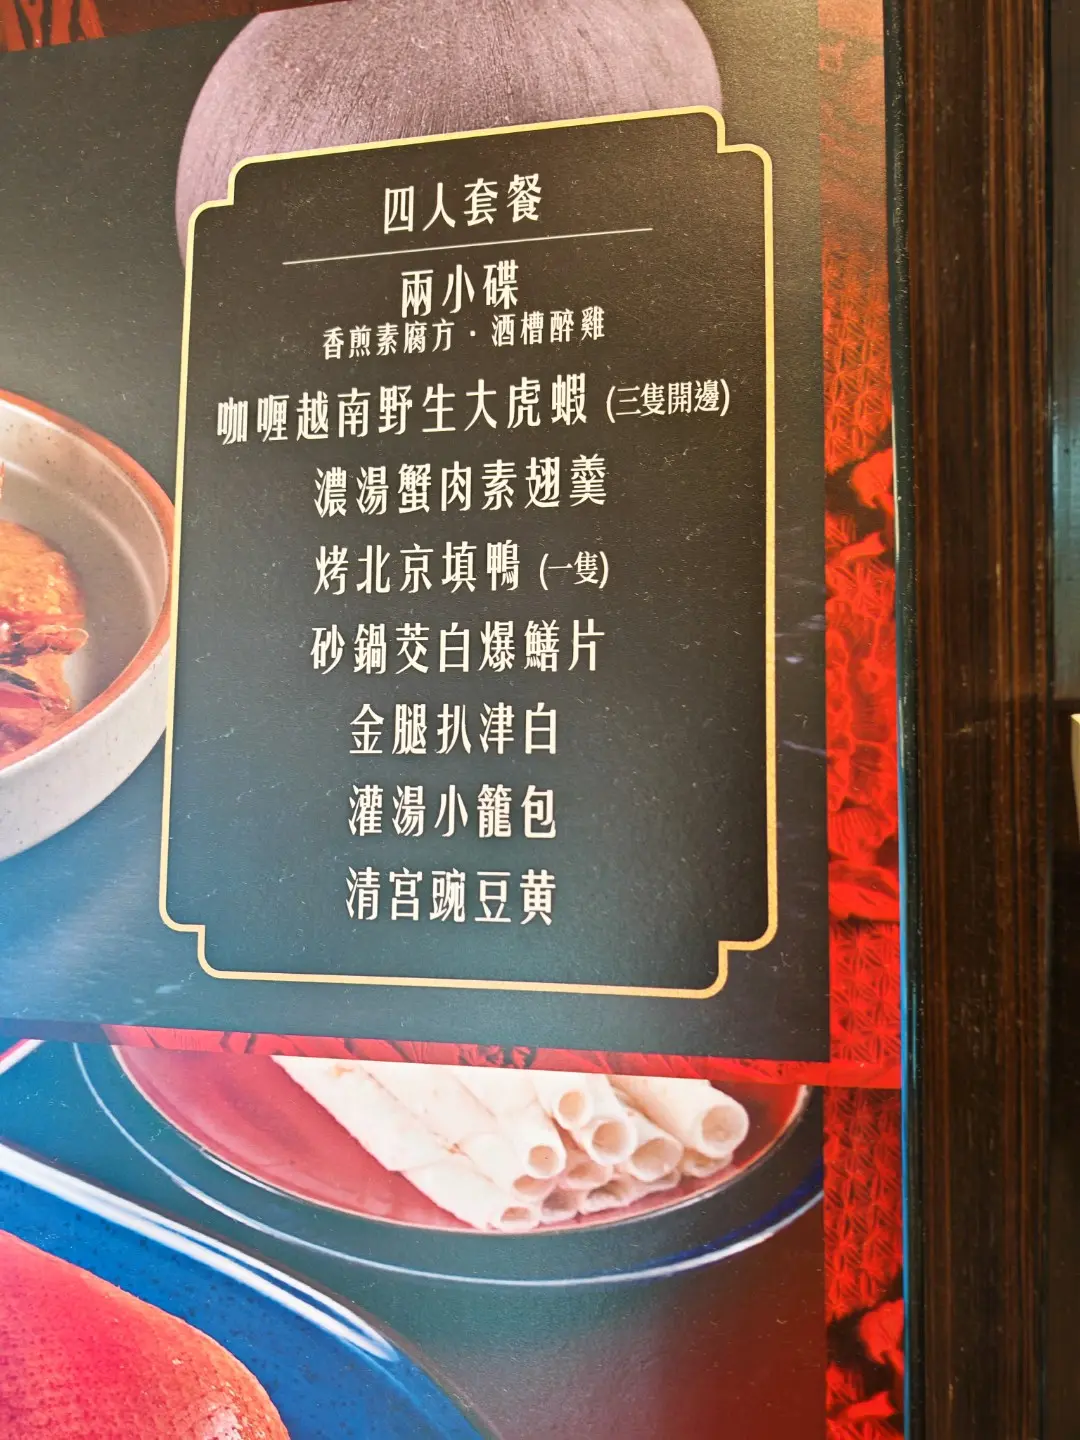 四人套餐
兩小碟
香煎素腐方·酒槽醉雞
咖喱越南野生大虎蝦(三隻開邊)
濃湯蟹肉素翅羹
烤北京填鴨(一隻)
砂鍋茭白爆鱔片
金腿扒津白
灌湯小籠包
清宮豌豆黄